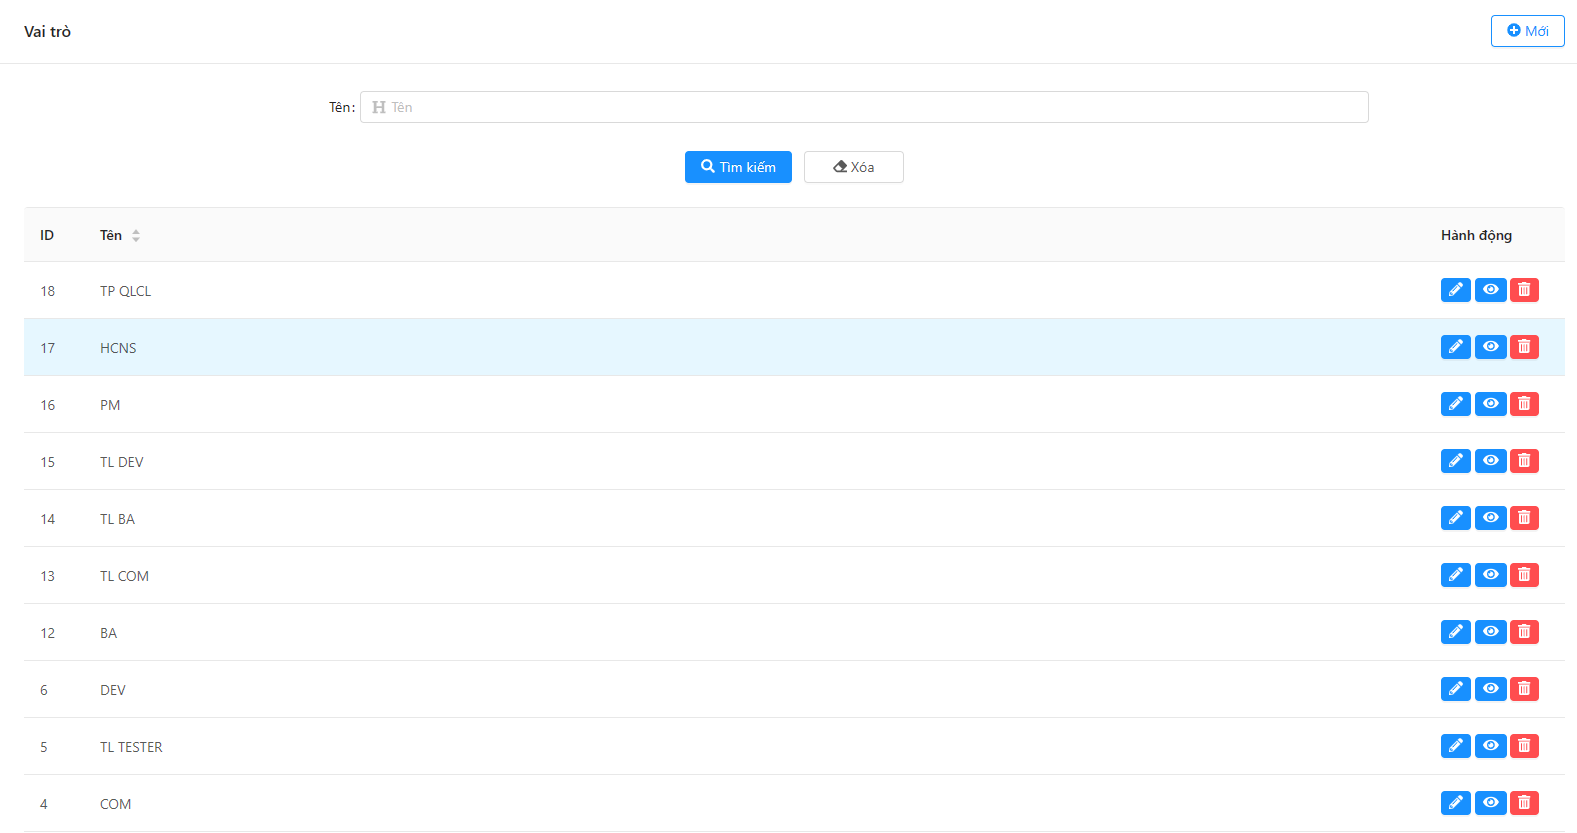 Vai trò
Mới
Tên:
Tên
Tìm kiếm
Xóa
ID Tên Hành động
18 TP QLCL
17 HCNS
16 PM
15 TL DEV
14 TL BA
13 TL COM
12 BA
6 DEV
5 TL TESTER
4 COM